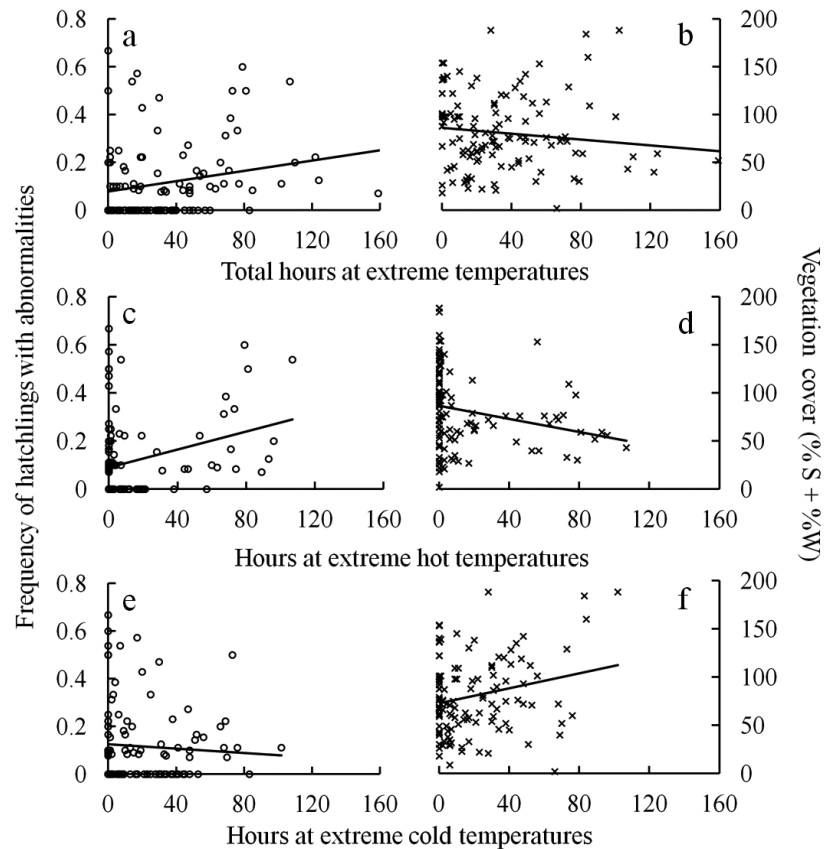 Frequency of hatchlings with abnormalities
Vegetation cover (% S + %W)
a
0.8
0.6
0.4
0.2
0
0 40 80 120 160
b
200
150
100
50
0
0 40 80 120 160
Total hours at extreme temperatures
c
0.8
0.6
0.4
0.2
0
0 40 80 120 160
d
200
150
100
50
0
0 40 80 120 160
Hours at extreme hot temperatures
e
0.8
0.6
0.4
0.2
0
0 40 80 120 160
f
200
150
100
50
0
0 40 80 120 160
Hours at extreme cold temperatures